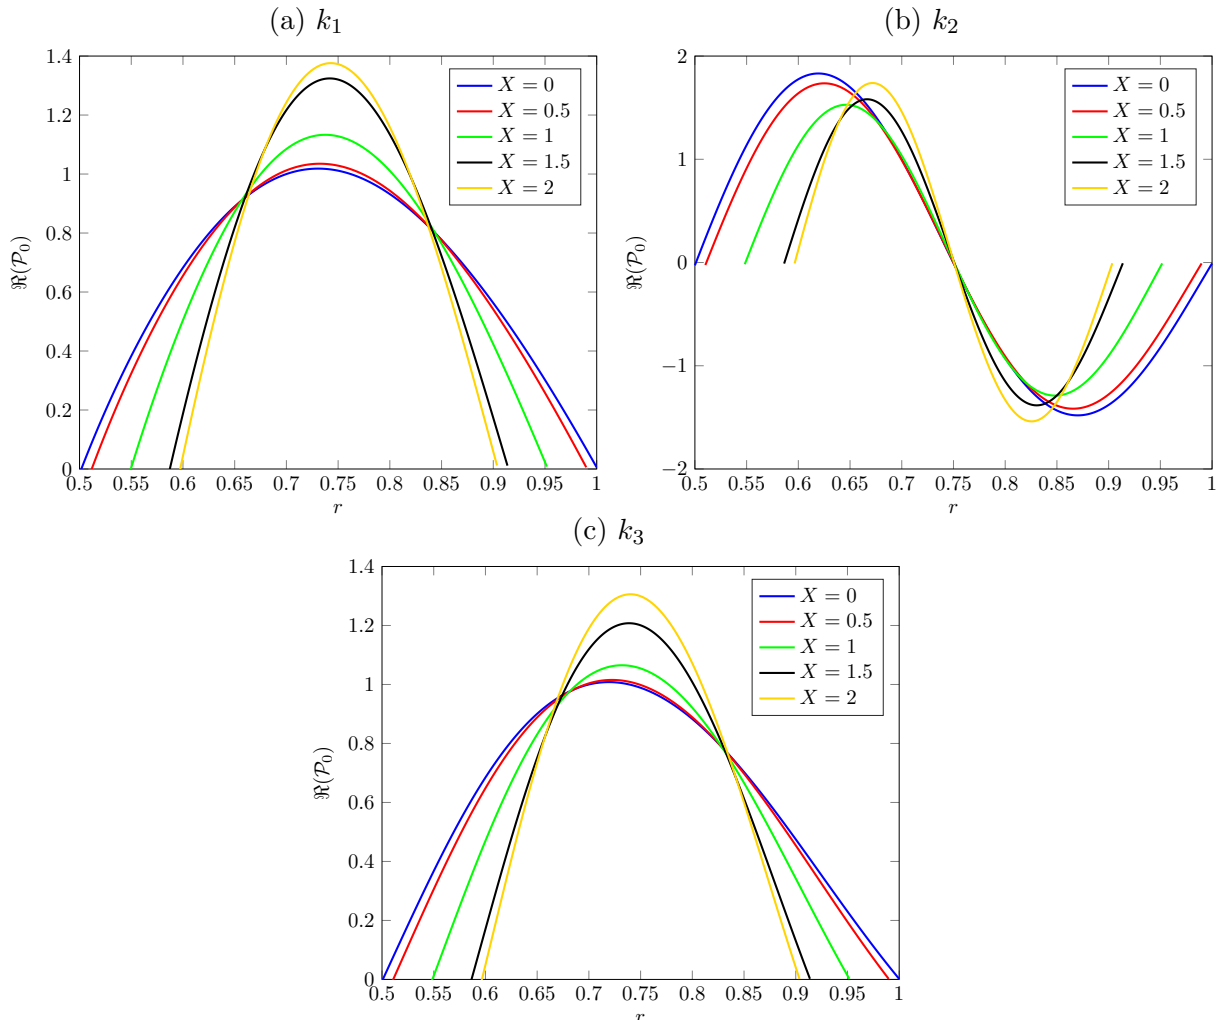 (a) k₁
ℜ(𝒫₀)
1.4
1.2
1
0.8
0.6
0.4
0.2
0
0.5 0.55 0.6 0.65 0.7 0.75 0.8 0.85 0.9 0.95 1
r
X = 0
X = 0.5
X = 1
X = 1.5
X = 2
(b) k₂
ℜ(𝒫₀)
2
1
0
−1
−2
0.5 0.55 0.6 0.65 0.7 0.75 0.8 0.85 0.9 0.95 1
r
X = 0
X = 0.5
X = 1
X = 1.5
X = 2
(c) k₃
ℜ(𝒫₀)
1.4
1.2
1
0.8
0.6
0.4
0.2
0
0.5 0.55 0.6 0.65 0.7 0.75 0.8 0.85 0.9 0.95 1
r
X = 0
X = 0.5
X = 1
X = 1.5
X = 2